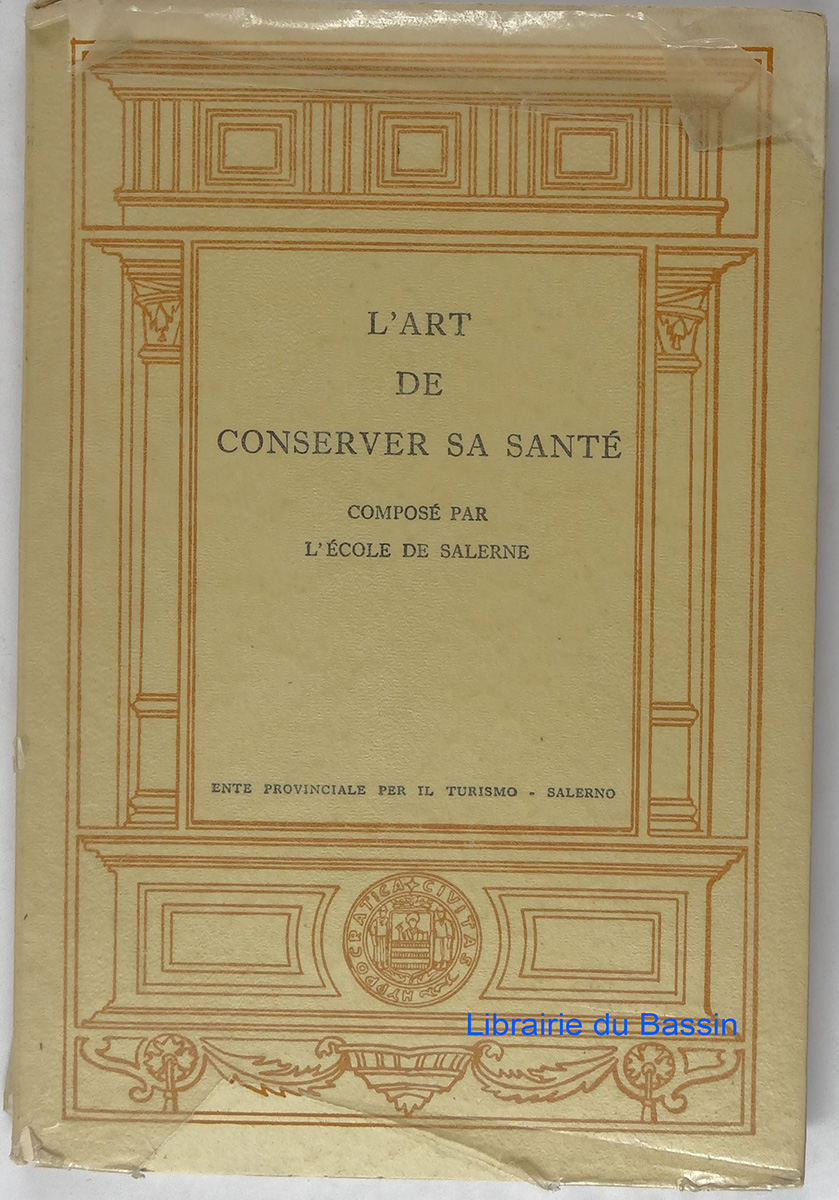 L'ART
DE
CONSERVER SA SANTÉ
COMPOSÉ PAR
L'ÉCOLE DE SALERNE
ENTE PROVINCIALE PER IL TURISMO - SALERNO
HYPPOCRATICA CIVITAS
Librairie du Bassin